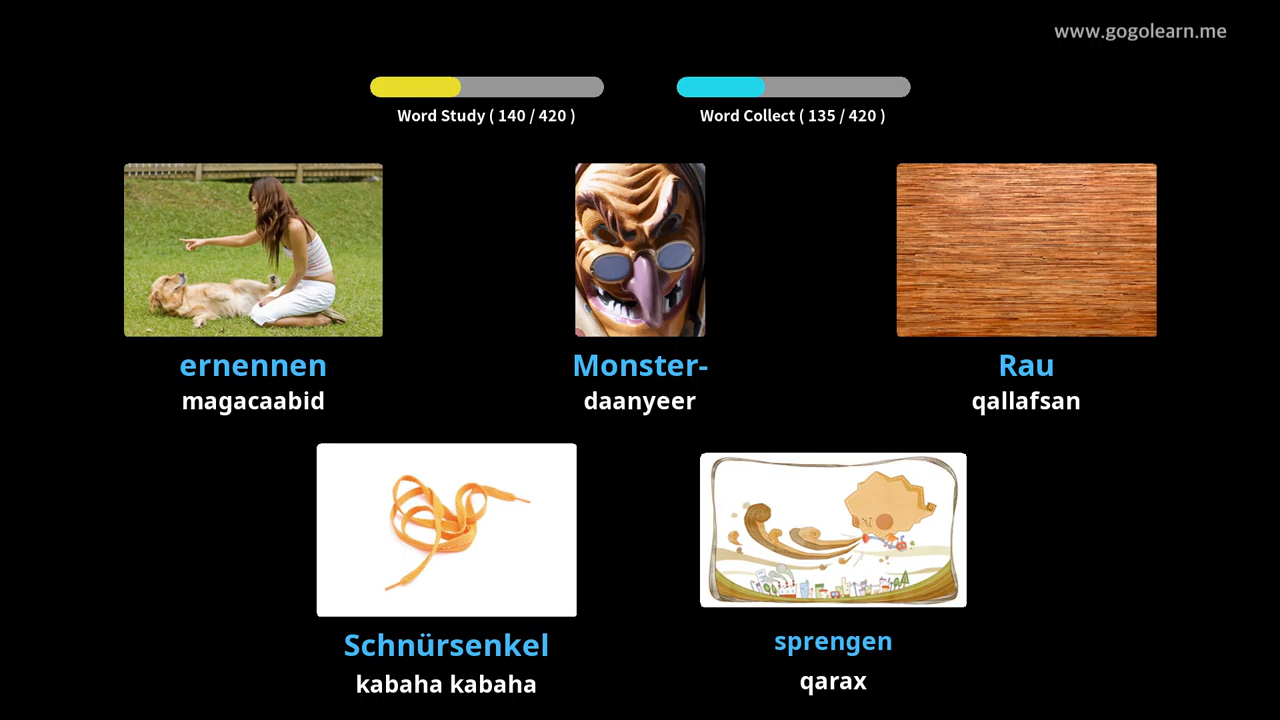 www.gogolearn.me
Word Study ( 140 / 420 )
Word Collect ( 135 / 420 )
ernennen
magacaabid
Monster-
daanyeer
Rau
qallafsan
Schnürsenkel
kabaha kabaha
sprengen
qarax